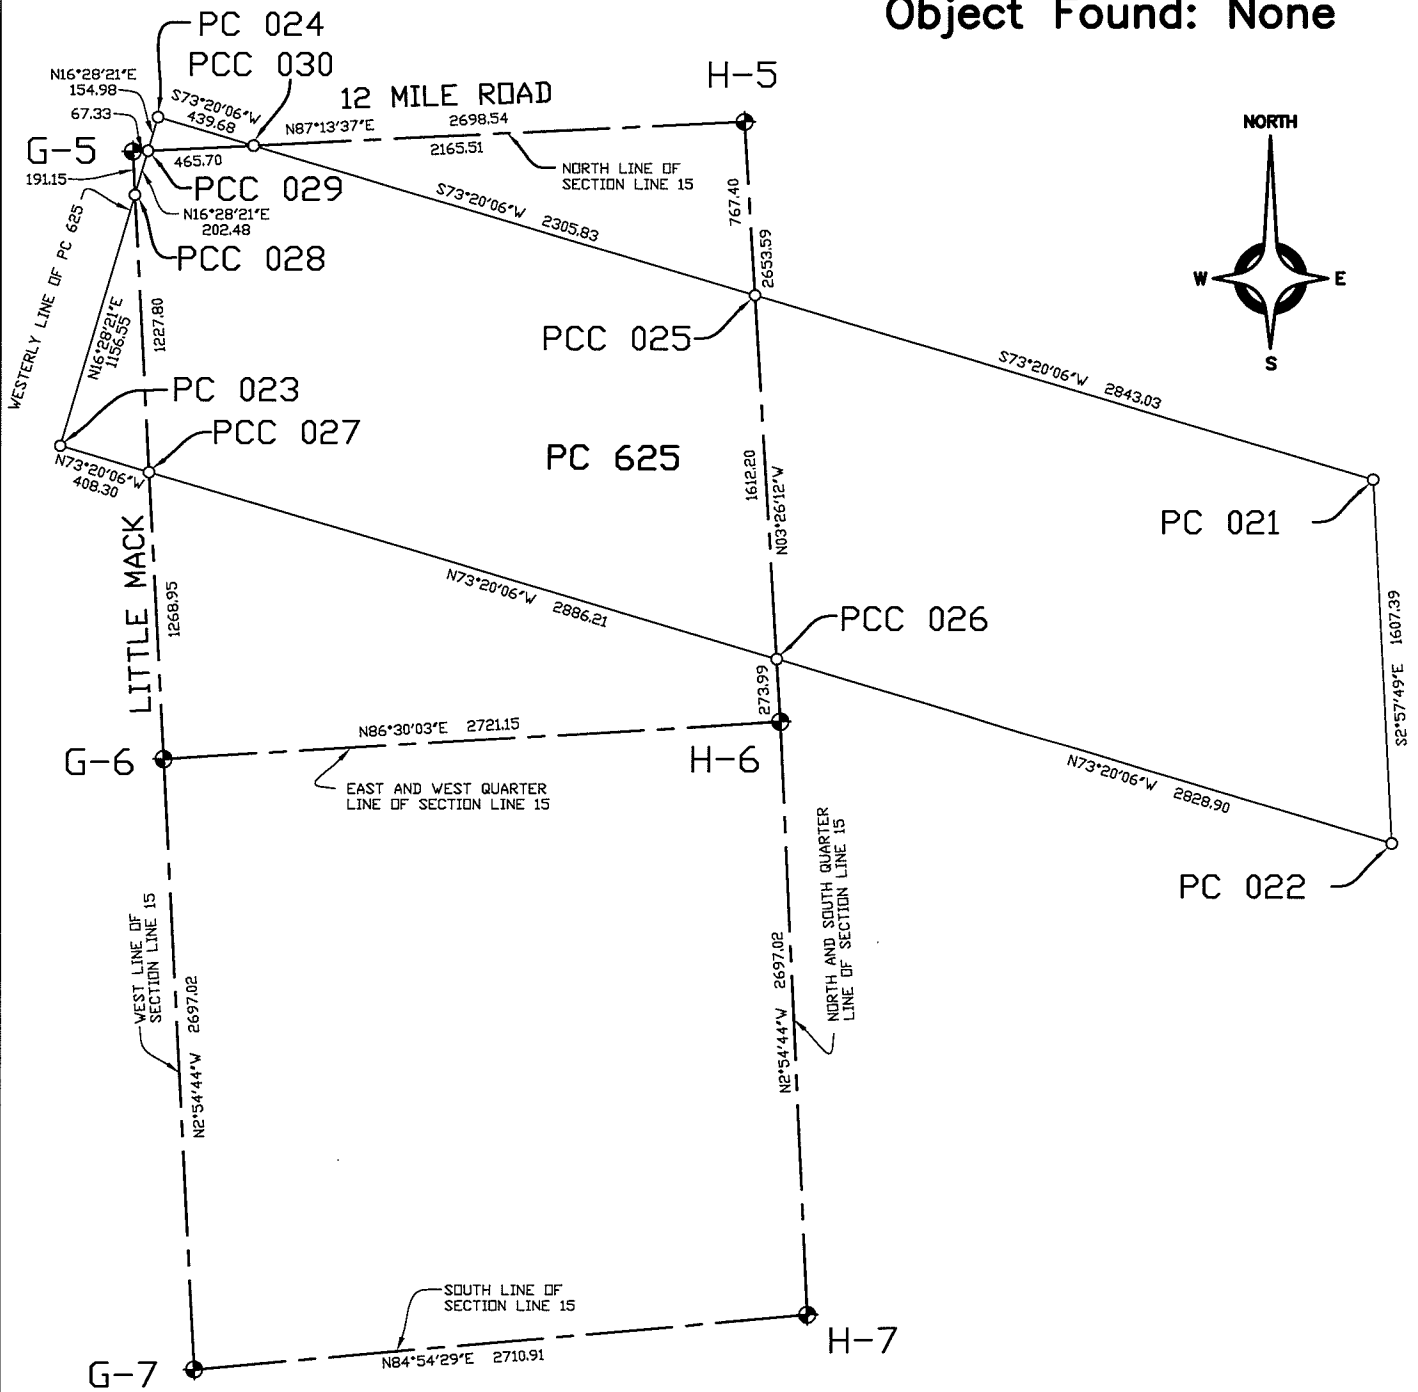 Object Found: None
PC 024
PCC 030
N16°28'21"E
154.98
67.33
S73°20'06"W
439.68
12 MILE ROAD
N87°13'37"E
2698.54
2165.51
H-5
G-5
191.15
465.70
PCC 029
NORTH LINE OF
SECTION LINE 15
NORTH
W
E
S
N16°28'21"E
202.48
PCC 028
WESTERLY LINE OF PC 625
S73°20'06"W 2305.83
767.40
2653.59
N16°28'21"E
1156.55
1227.80
PCC 025
S73°20'06"W 2843.03
PC 023
PCC 027
N73°20'06"W
408.30
PC 625
1612.20
N03°26'12"W
PC 021
LITTLE MACK
1268.95
N73°20'06"W 2886.21
PCC 026
273.99
S2°57'49"E 1607.39
N86°30'03"E 2721.15
G-6
H-6
EAST AND WEST QUARTER
LINE OF SECTION LINE 15
N73°20'06"W 2828.90
PC 022
WEST LINE OF
SECTION LINE 15
N2°54'44"W 2697.02
N2°54'44"W 2697.02
NORTH AND SOUTH QUARTER
LINE OF SECTION LINE 15
SOUTH LINE OF
SECTION LINE 15
N84°54'29"E 2710.91
H-7
G-7